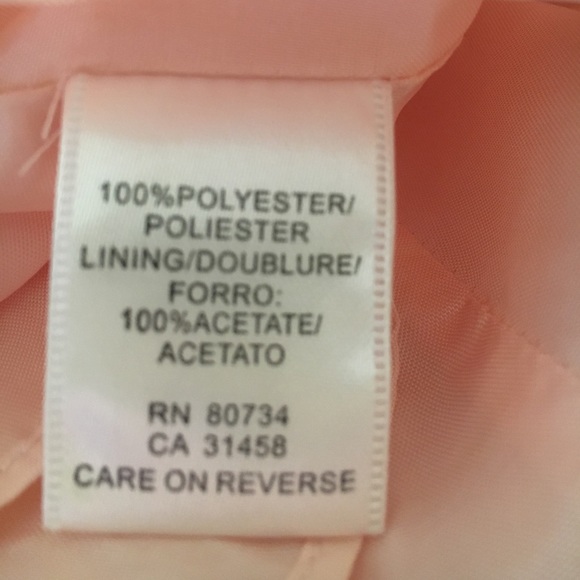 100%POLYESTER/
POLIESTER
LINING/DOUBLURE/
FORRO:
100%ACETATE/
ACETATO
RN 80734
CA 31458
CARE ON REVERSE